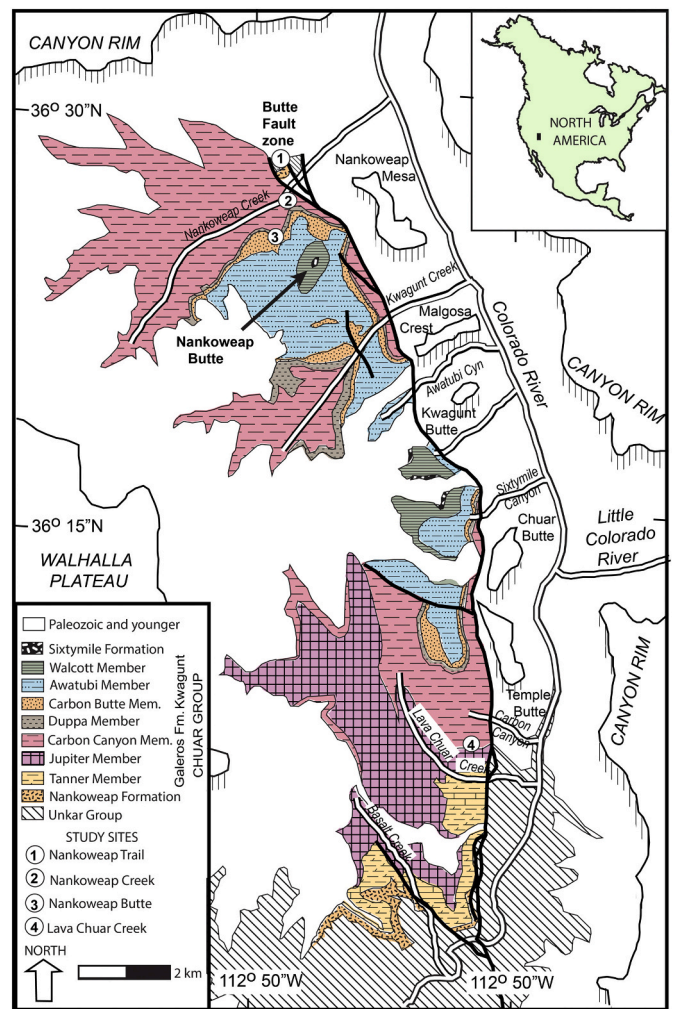 CANYON RIM
36o 30”N
Butte
Fault
zone
1
NORTH
AMERICA
Nankoweap
Mesa
2
Nankoweap Creek
3
Kwagunt Creek
Nankoweap
Butte
Malgosa
Crest
Colorado
River
Awatubi Cyn
CANYON RIM
Kwagunt
Butte
Sixtymile
Canyon
36o 15”N
Chuar
Butte
Little
Colorado
River
WALHALLA
PLATEAU
CANYON RIM
Temple
Butte
Carbon
Canyon
Lava Chuar
Creek
4
Basalt Creek
Paleozoic and younger
Sixtymile Formation
Walcott Member
Awatubi Member
Carbon Butte Mem.
Duppa Member
Carbon Canyon Mem.
Jupiter Member
Tanner Member
Nankoweap Formation
Unkar Group
Galeros Fm. Kwagunt
CHUAR GROUP
STUDY SITES
1 Nankoweap Trail
2 Nankoweap Creek
3 Nankoweap Butte
4 Lava Chuar Creek
NORTH
2 km
112 50”W
112 50”W